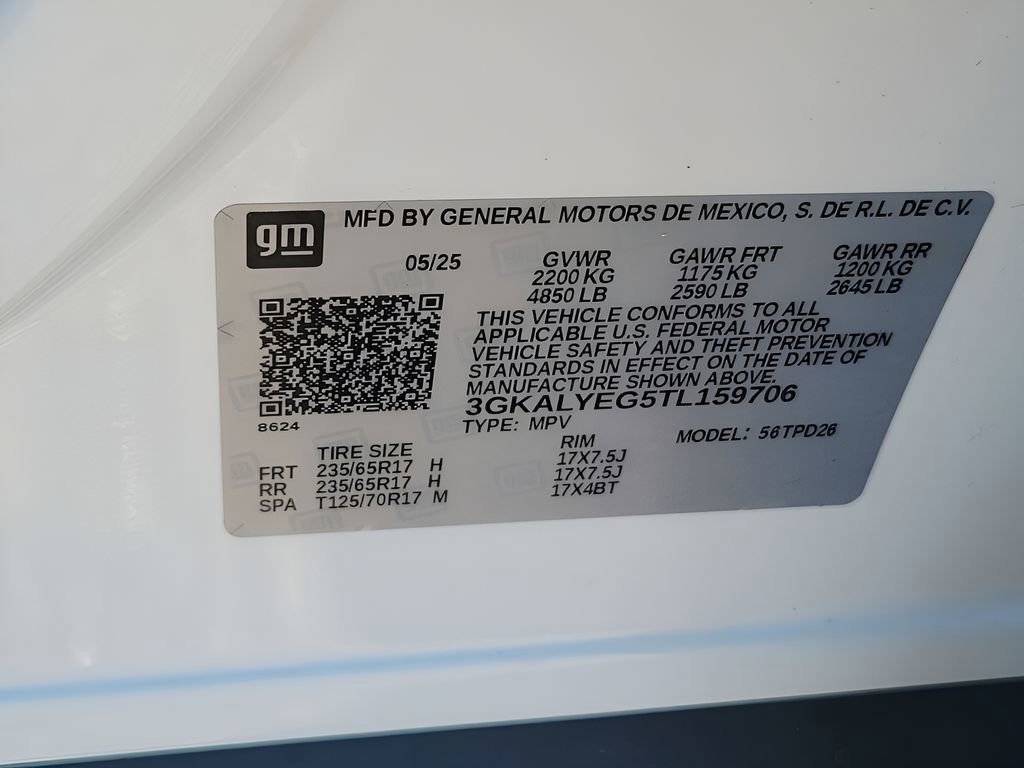 gm
MFD BY GENERAL MOTORS DE MEXICO, S. DE R.L. DE C.V.
05/25 GVWR GAWR FRT GAWR RR
2200 KG 1175 KG 1200 KG
4850 LB 2590 LB 2645 LB
THIS VEHICLE CONFORMS TO ALL
APPLICABLE U.S. FEDERAL MOTOR
VEHICLE SAFETY AND THEFT PREVENTION
STANDARDS IN EFFECT ON THE DATE OF
MANUFACTURE SHOWN ABOVE.
3GKALYEG5TL159706
8624
TYPE: MPV MODEL: 56TPD26
TIRE SIZE RIM
FRT 235/65R17 H 17X7.5J
RR 235/65R17 H 17X7.5J
SPA T125/70R17 M 17X4BT